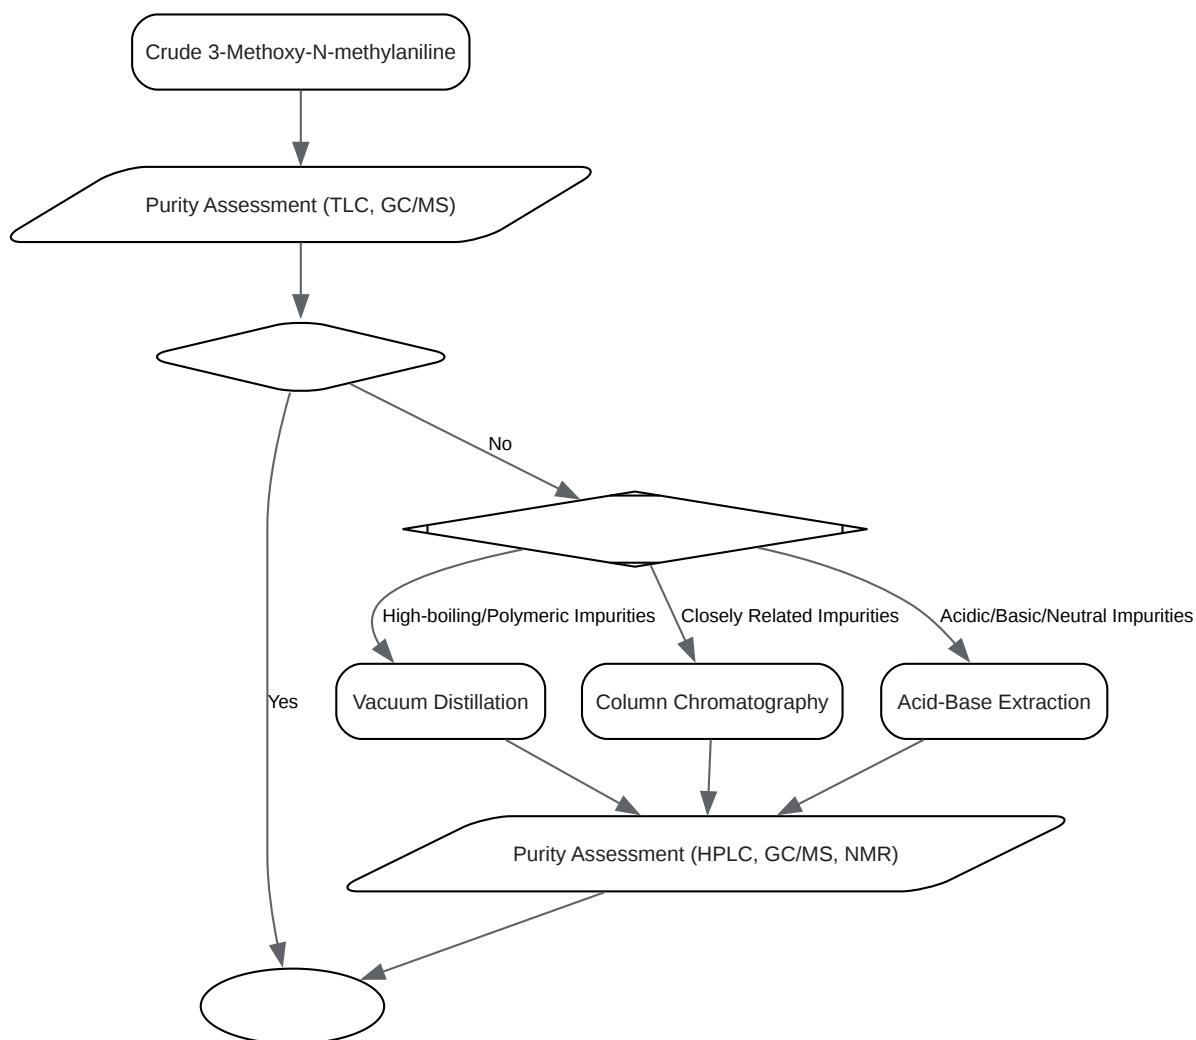 Crude 3-Methoxy-N-methylaniline
Purity Assessment (TLC, GC/MS)
No
High-boiling/Polymeric Impurities
Closely Related Impurities
Acidic/Basic/Neutral Impurities
Yes
Vacuum Distillation
Column Chromatography
Acid-Base Extraction
Purity Assessment (HPLC, GC/MS, NMR)